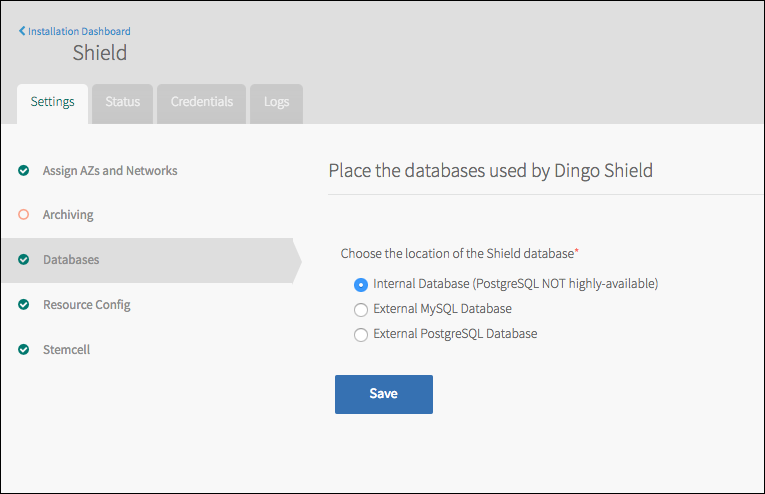 Installation Dashboard
Shield
Settings
Status
Credentials
Logs
Assign AZs and Networks
Archiving
Databases
Resource Config
Stemcell
Place the databases used by Dingo Shield
Choose the location of the Shield database*
Internal Database (PostgreSQL NOT highly-available)
External MySQL Database
External PostgreSQL Database
Save